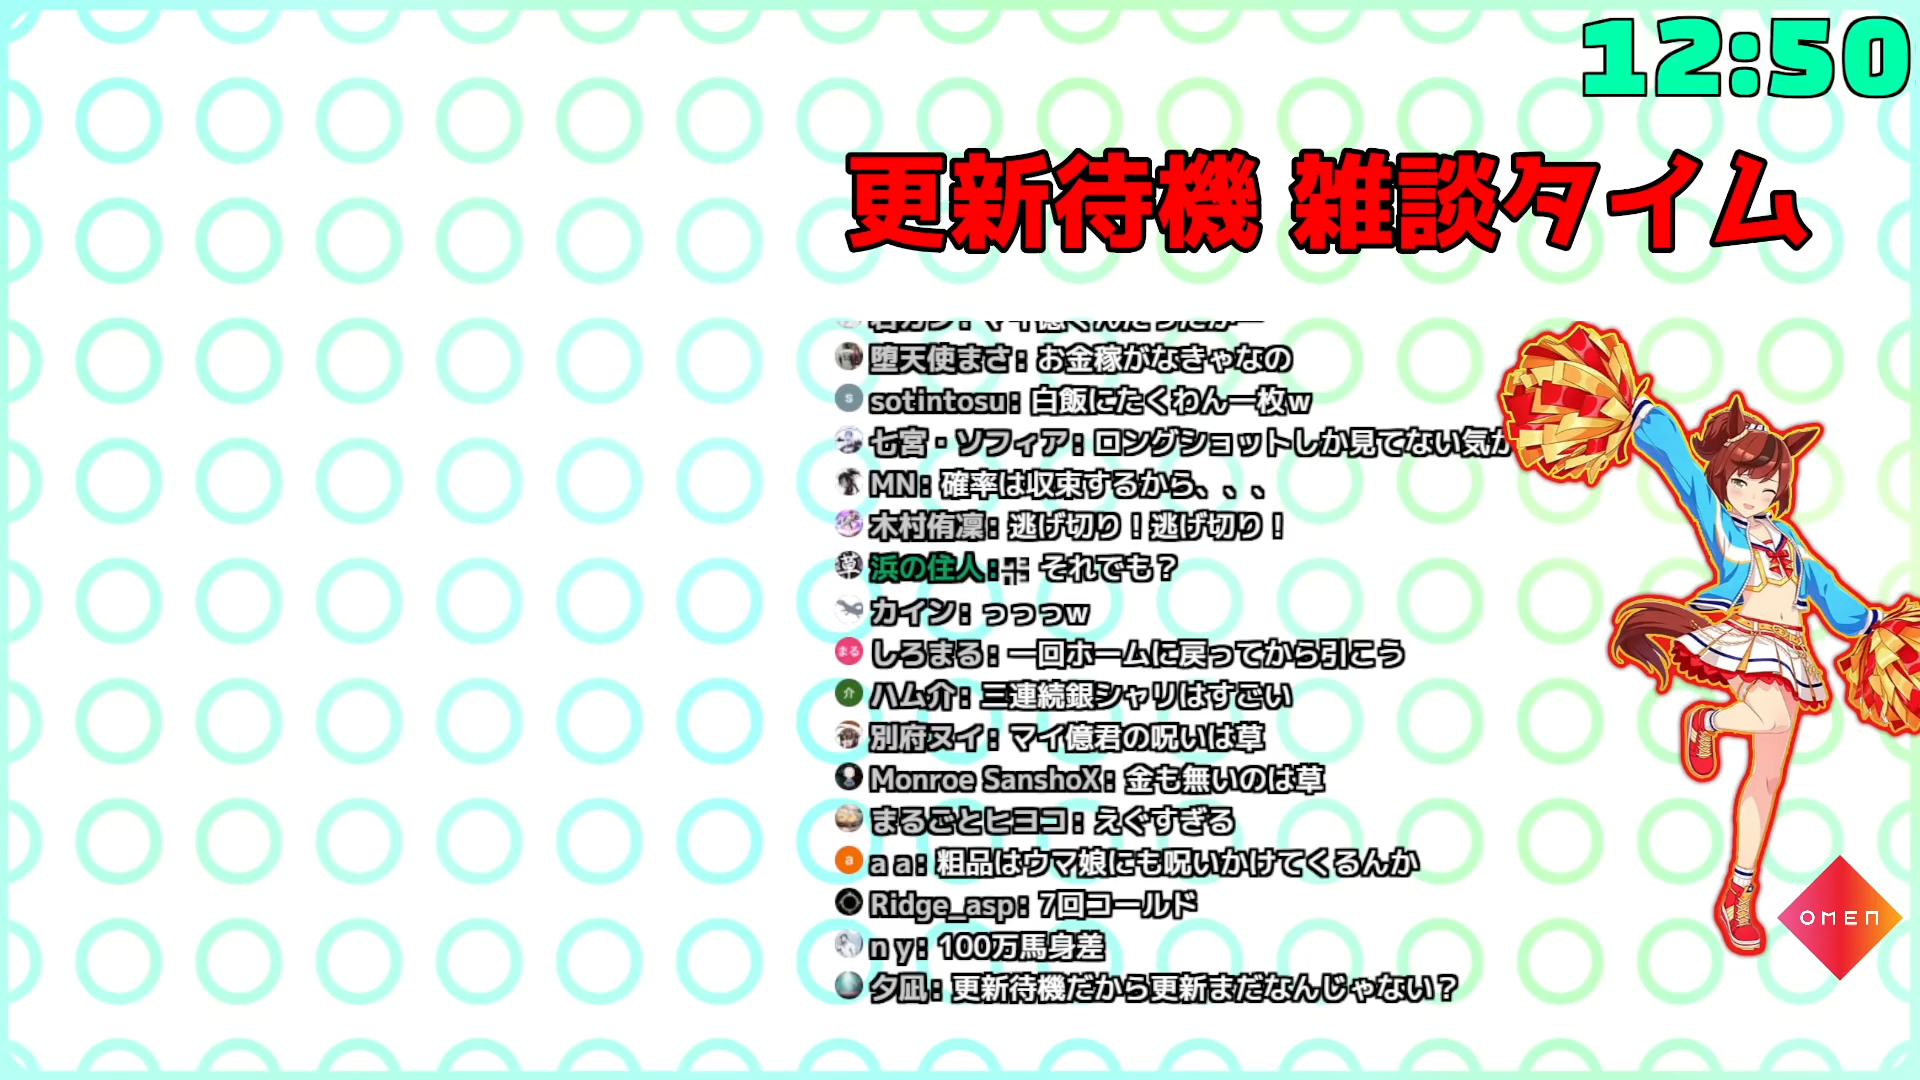 12:50
更新待機 雑談タイム
堕天使まさ: お金稼がなきゃなの
s sotintosu: 白飯にたくわん一枚w
七宮・ソフィア: ロングショットしか見てない気が
MN: 確率は収束するから、、、
木村侑凜: 逃げ切り！逃げ切り！
草 浜の住人: それでも？
カイン: っっっw
まる しろまる: 一回ホームに戻ってから引こう
介 ハム介: 三連続銀シャリはすごい
別府ヌイ: マイ億君の呪いは草
Monroe SanshoX: 金も無いのは草
まるごとヒヨコ: えぐすぎる
a a a: 粗品はウマ娘にも呪いかけてくるんか
Ridge_asp: 7回コールド
n y: 100万馬身差
夕凪: 更新待機だから更新まだなんじゃない？
OMEN